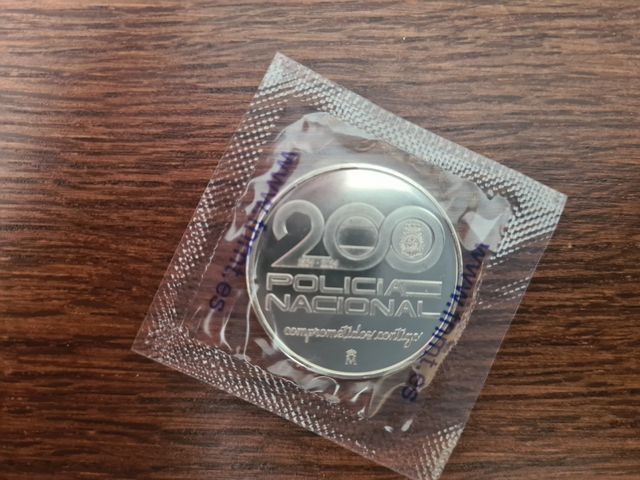 200
POLICIA
NACIONAL
comprometidos contigo
M
www.fnmt.es
www.fnmt.es